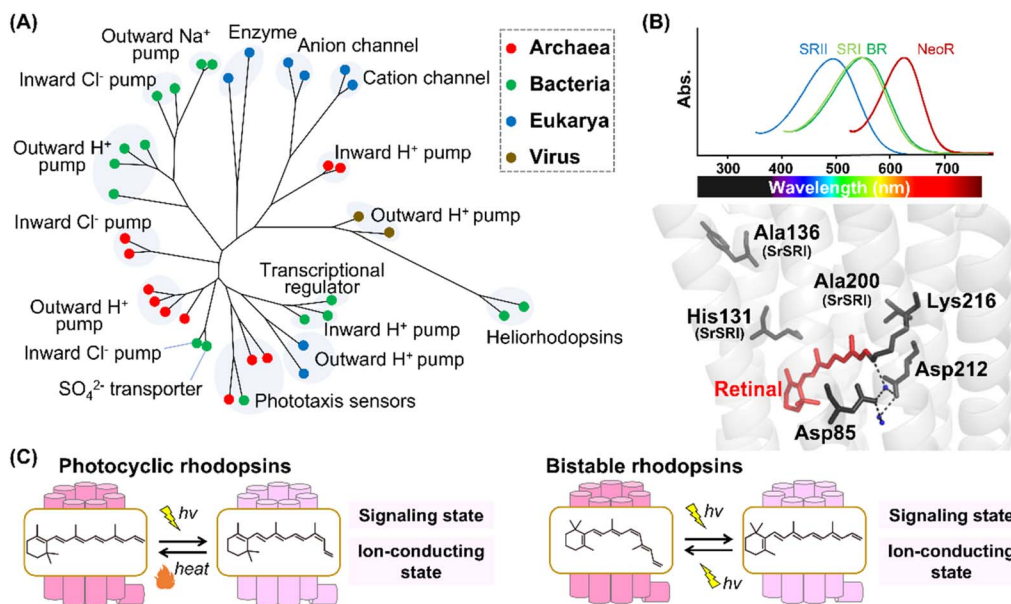 (A)
Outward Na⁺
pump
Enzyme
Anion channel
Inward Cl⁻ pump
Cation channel
Archaea
Bacteria
Eukarya
Virus
Outward H⁺
pump
Inward H⁺ pump
Inward Cl⁻ pump
Outward H⁺ pump
Transcriptional
regulator
Outward H⁺
pump
Inward H⁺ pump
Heliorhodopsins
Inward Cl⁻ pump
Outward H⁺ pump
SO₄²⁻ transporter
Phototaxis sensors
(B)
SRII SRI BR NeoR
Abs.
300 400 500 600 700
Wavelength (nm)
Ala136
(SrSRI)
Ala200
(SrSRI)
Lys216
His131
(SrSRI)
Asp212
Retinal
Asp85
(C)
Photocyclic rhodopsins
hv
heat
Signaling state
Ion-conducting
state
Bistable rhodopsins
hv
hv
Signaling state
Ion-conducting
state